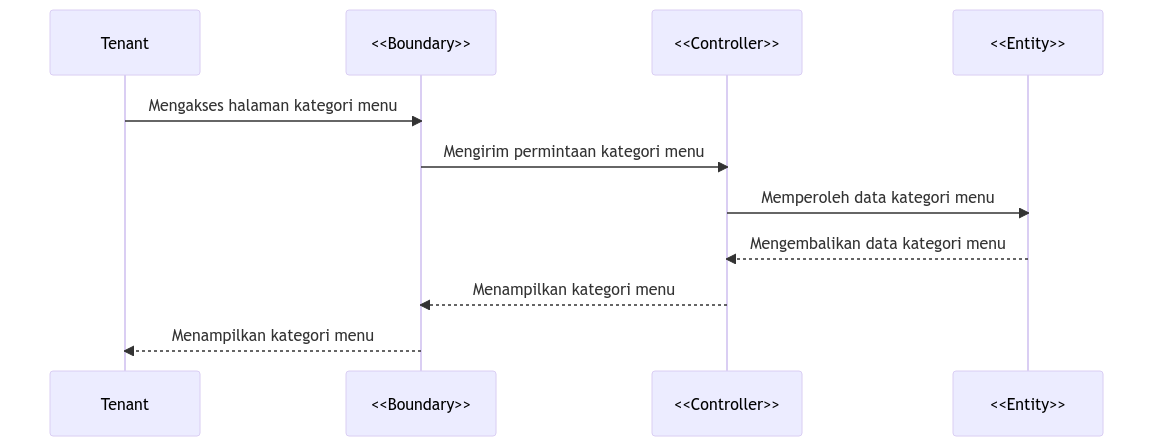 Tenant
<<Boundary>>
<<Controller>>
<<Entity>>
Mengakses halaman kategori menu
Mengirim permintaan kategori menu
Memperoleh data kategori menu
Mengembalikan data kategori menu
Menampilkan kategori menu
Menampilkan kategori menu
Tenant
<<Boundary>>
<<Controller>>
<<Entity>>